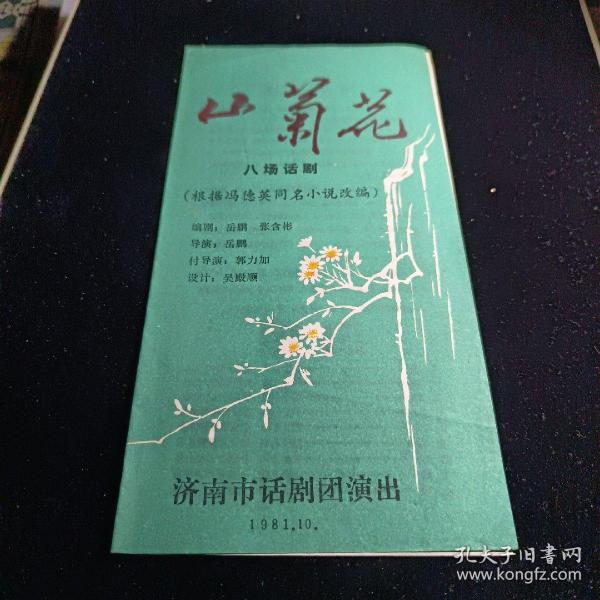 山菊花
八场话剧
（根据冯德英同名小说改编）
编剧：岳鹏 张含彬
导演：岳鹏
付导演：郭力加
设计：吴殿顺
济南市话剧团演出
1981.10.
孔夫子旧书网
www.kongfz.com